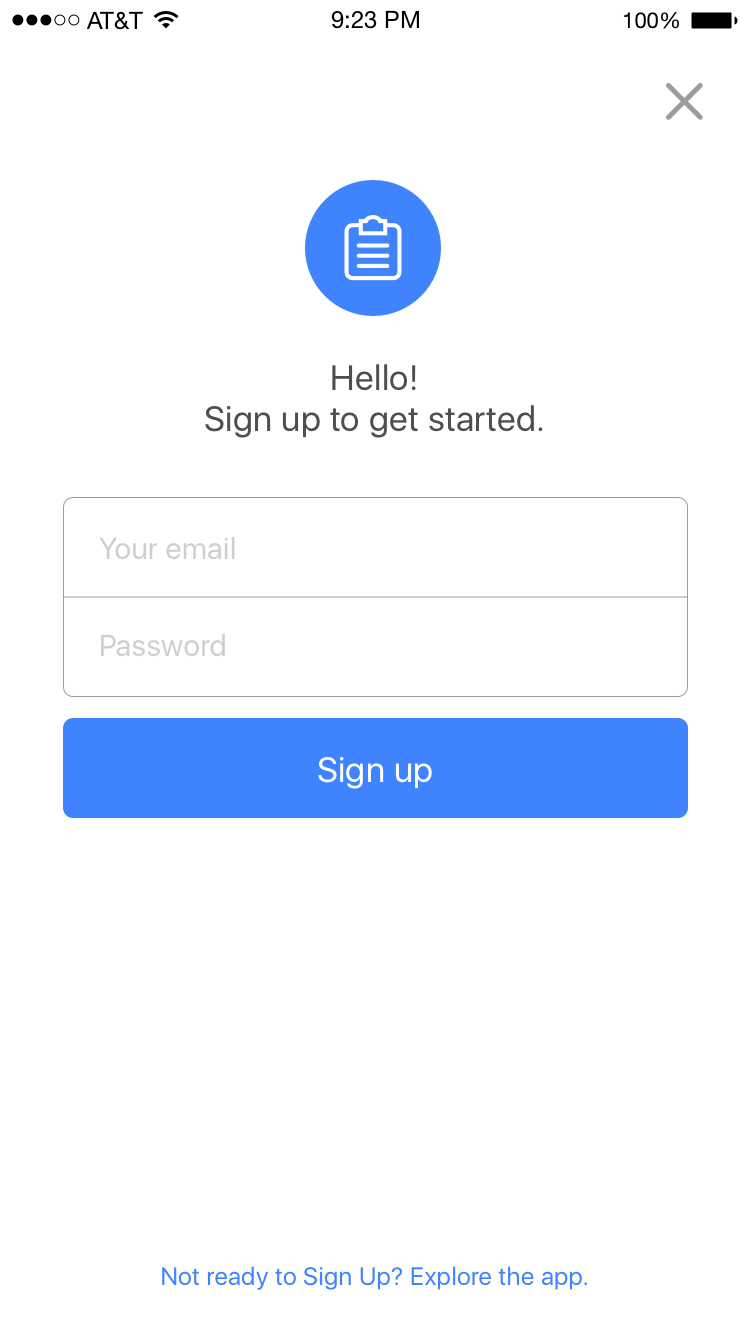 AT&T 9:23 PM 100%
Hello!
Sign up to get started.
Your email
Password
Sign up
Not ready to Sign Up? Explore the app.